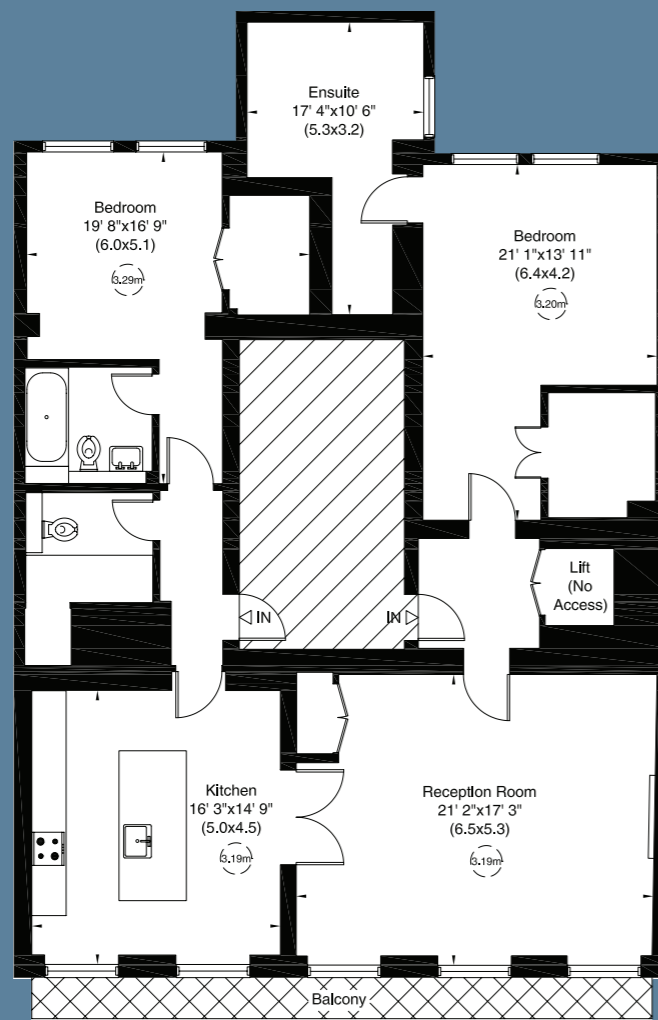 Ensuite
17' 4"x10' 6"
(5.3x3.2)
Bedroom
19' 8"x16' 9"
(6.0x5.1)
3.29m
Bedroom
21' 1"x13' 11"
(6.4x4.2)
3.20m
Lift
(No
Access)
IN
IN
Kitchen
16' 3"x14' 9"
(5.0x4.5)
3.19m
Reception Room
21' 2"x17' 3"
(6.5x5.3)
3.19m
Balcony